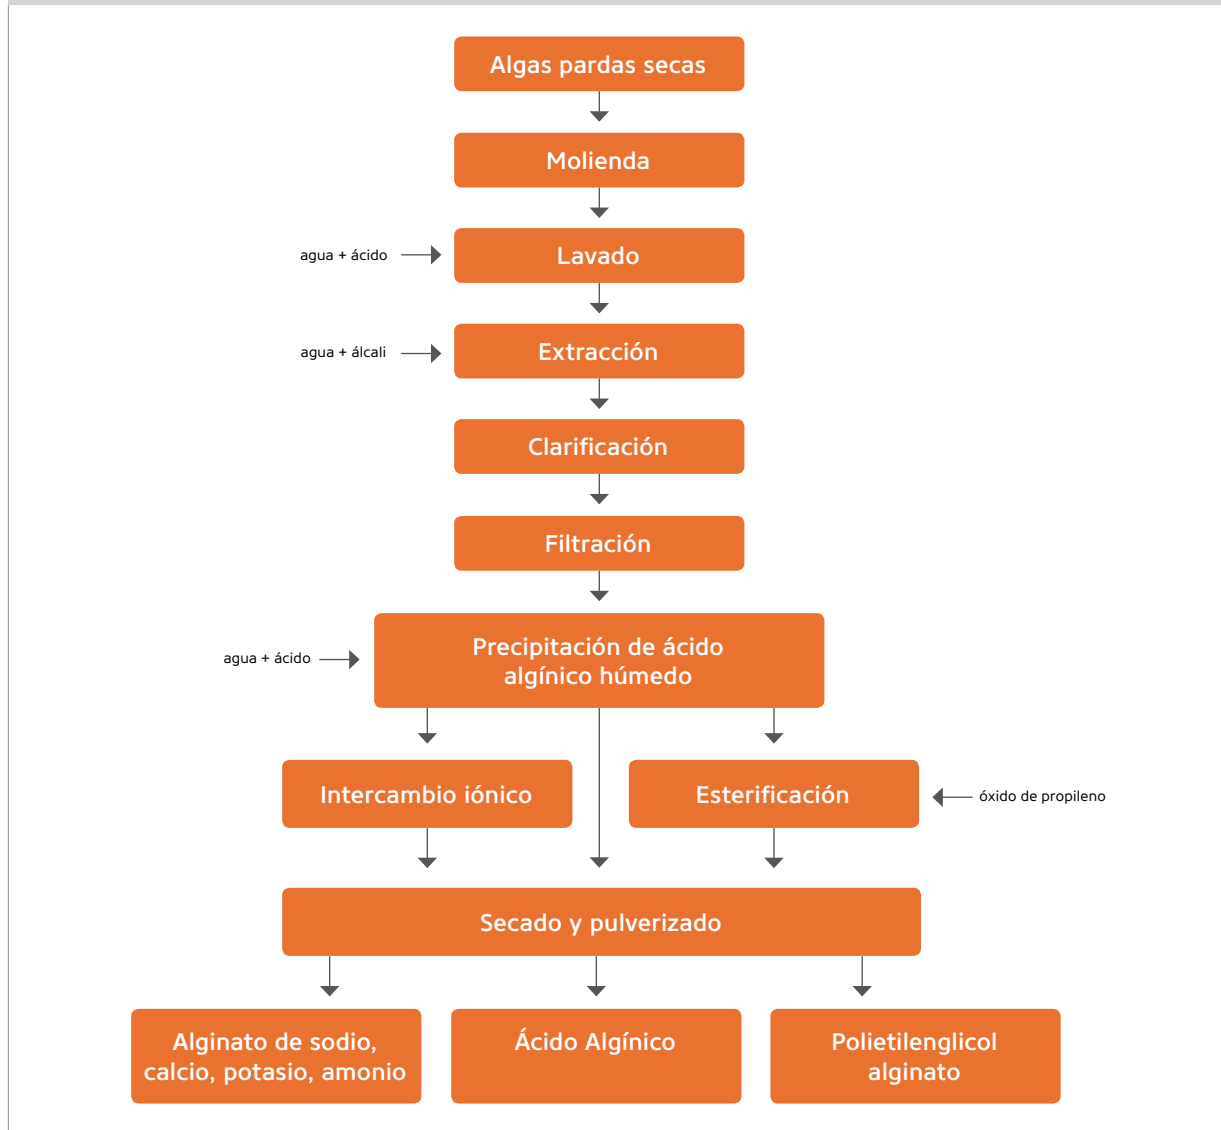 Algas pardas secas
Molienda
agua + ácido
Lavado
agua + álcali
Extracción
Clarificación
Filtración
agua + ácido
Precipitación de ácido
algínico húmedo
Intercambio iónico
Esterificación
óxido de propileno
Secado y pulverizado
Alginato de sodio,
calcio, potasio, amonio
Ácido Algínico
Polietilenglicol
alginato